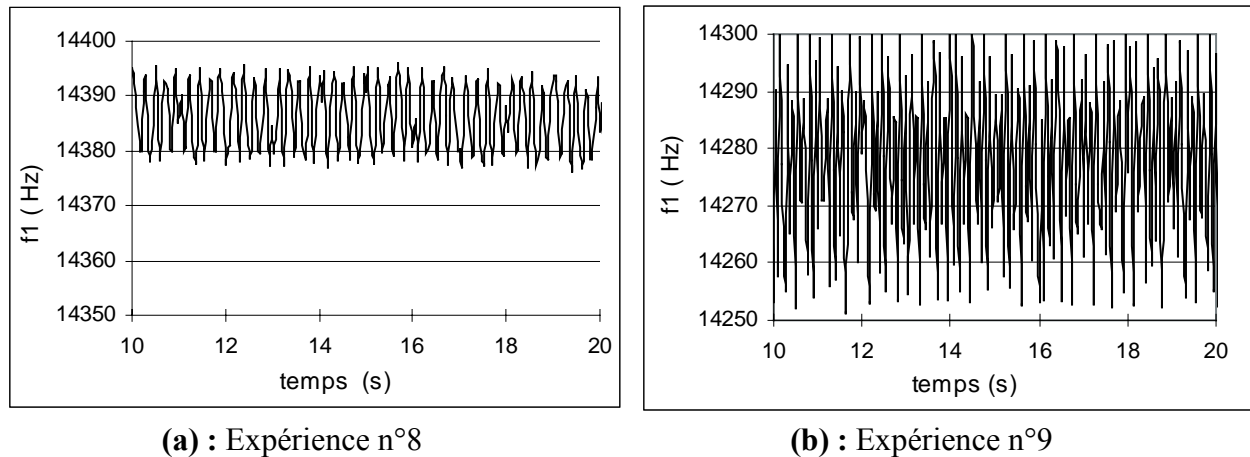 14400
14390
14380
14370
14360
14350
f1 ( Hz)
10 12 14 16 18 20
temps (s)
(a) : Expérience n°8
14300
14290
14280
14270
14260
14250
f1 ( Hz)
10 12 14 16 18 20
temps (s)
(b) : Expérience n°9